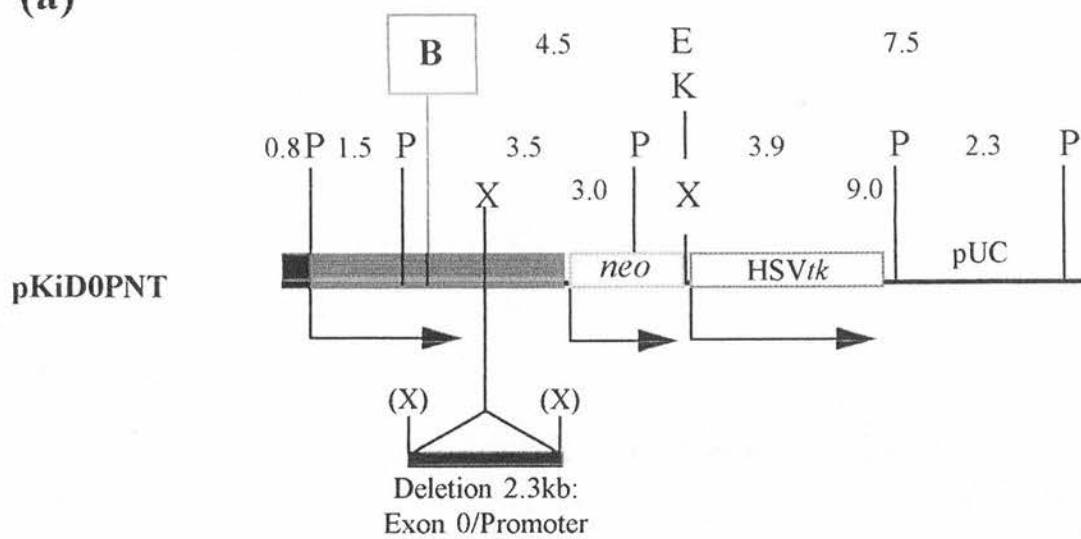 (a)
B 4.5 E 7.5
K
0.8 P 1.5 P 3.5 P 3.9 P 2.3 P
X 3.0 X 9.0
pKiD0PNT neo HSVtk pUC
(X) (X)
Deletion 2.3kb:
Exon 0/Promoter